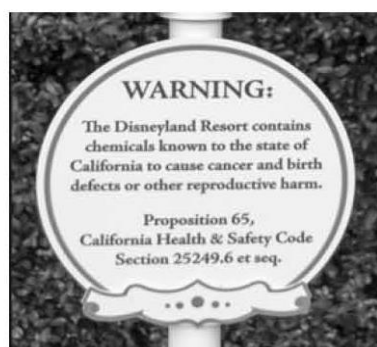 WARNING:
The Disneyland Resort contains
chemicals known to the state of
California to cause cancer and birth
defects or other reproductive harm.
Proposition 65,
California Health & Safety Code
Section 25249.6 et seq.